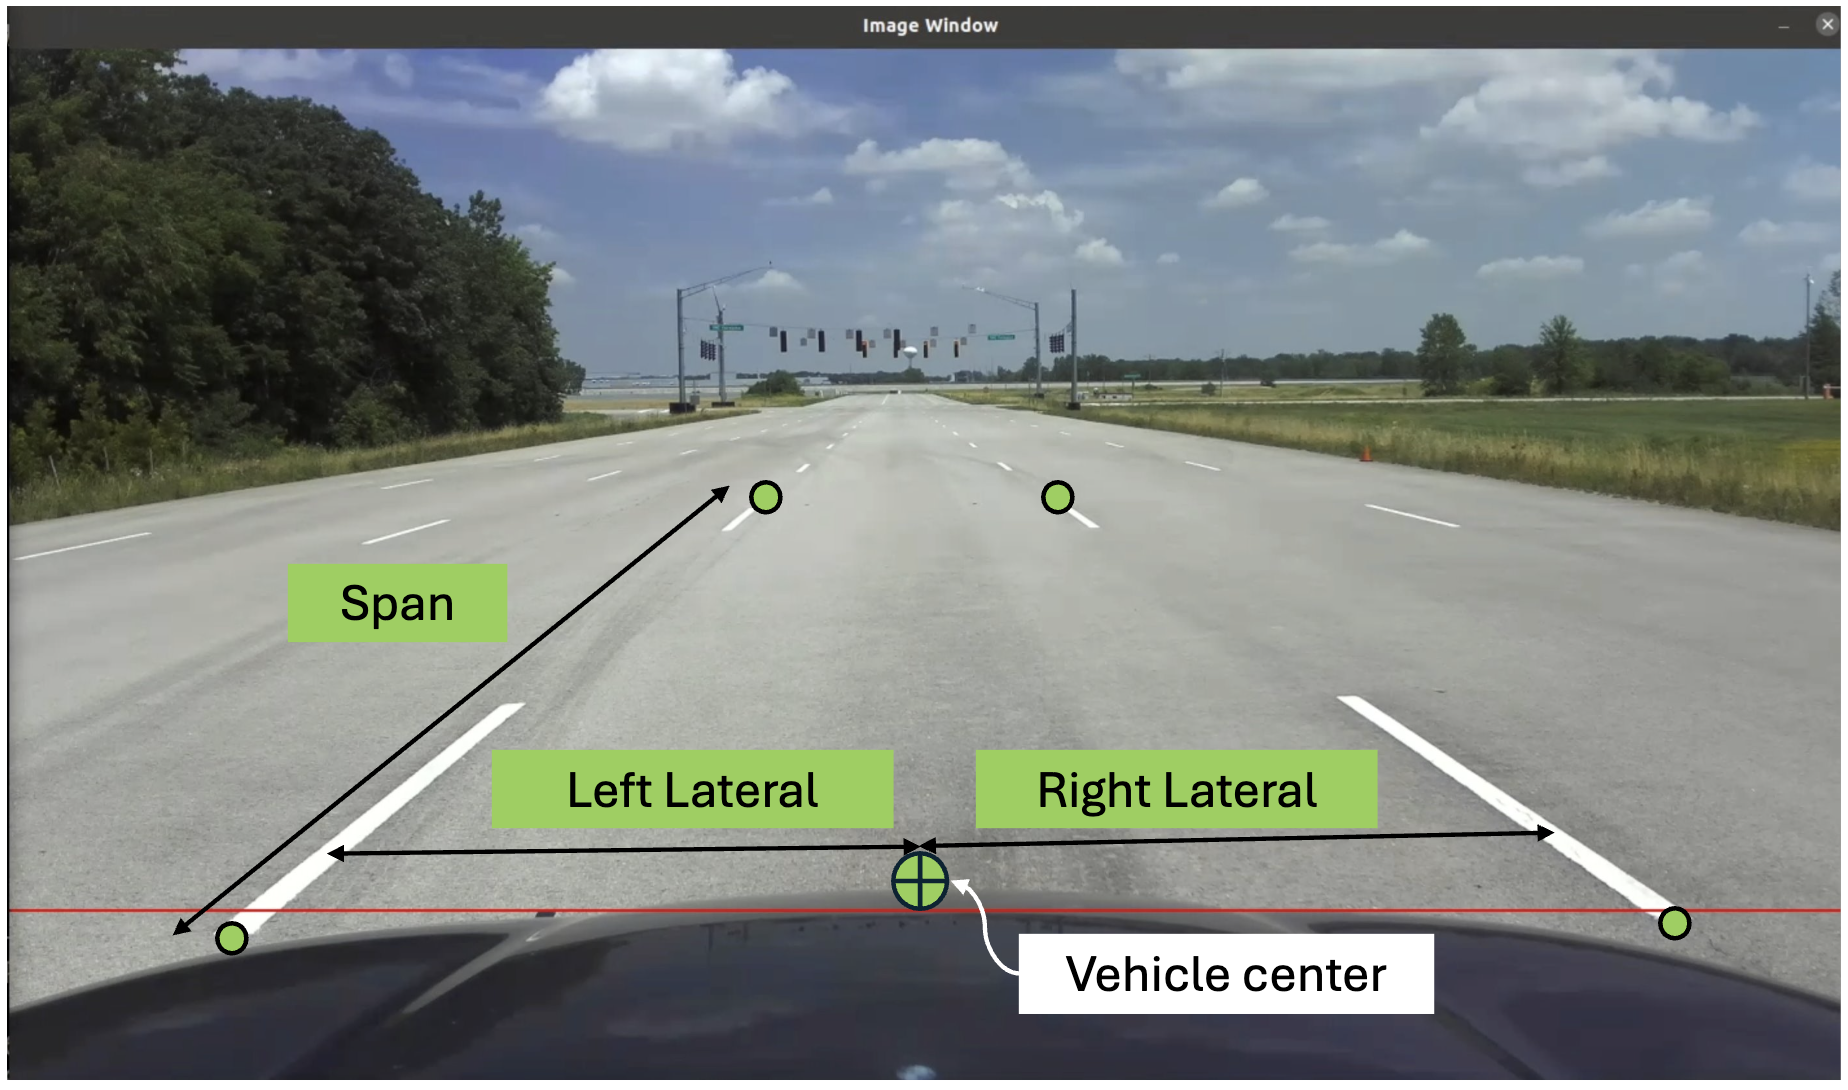 Image Window
Span
Left Lateral
Right Lateral
Vehicle center